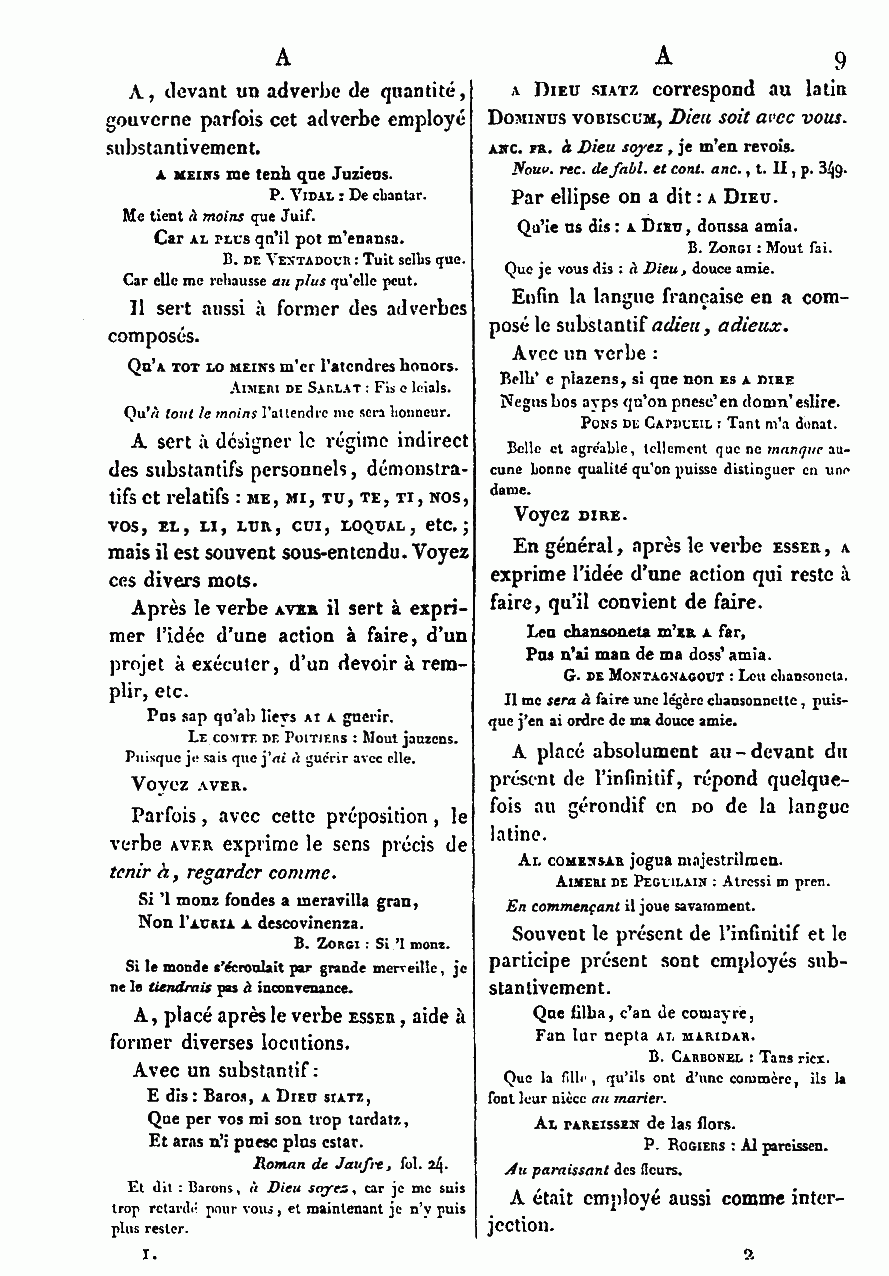 A
A
9
A, devant un adverbe de quantité,
gouverne parfois cet adverbe employé
substantivement.
A MEINS me tenh que Juzieus.
P. VIDAL : De chantar.
Me tient à moins que Juif.
Car AL PLUS qu'il pot m'enansa.
B. DE VENTADOUR : Tuit selhs que.
Car elle me rehausse au plus qu'elle peut.
Il sert aussi à former des adverbes
composés.
Qu'A TOT LO MEINS m'er l'atendres honors.
AIMERI DE SARLAT : Fis e leials.
Qu'à tout le moins l'attendre me sera honneur.
A sert à désigner le régime indirect
des substantifs personnels, démonstra-
tifs et relatifs : ME, MI, TU, TE, TI, NOS,
VOS, EL, LI, LUR, CUI, LOQUAL, etc. ;
mais il est souvent sous-entendu. Voyez
ces divers mots.
Après le verbe AVER il sert à expri-
mer l'idée d'une action à faire, d'un
projet à exécuter, d'un devoir à rem-
plir, etc.
Pus sap qu'ab lieys AI A guerir.
LE COMTE DE POITIERS : Mout jauzens.
Puisque je sais que j'ai à guérir avec elle.
Voyez AVER.
Parfois, avec cette préposition, le
verbe AVER exprime le sens précis de
tenir à, regarder comme.
Si 'l monz fondes a meravilla gran,
Non l'AURIA A descovinenza.
B. ZORGI : Si 'l monz.
Si le monde s'écroulait par grande merveille, je
ne le tiendrais pas à inconvenance.
A, placé après le verbe ESSER, aide à
former diverses locutions.
Avec un substantif :
E dis : Baros, A DIEU SIATZ,
Que per vos mi son trop tardatz,
Et aras n'i puesc plus estar.
Roman de Jaufre, fol. 24.
Et dit : Barons, à Dieu soyez, car je me suis
trop retardé pour vous, et maintenant je n'y puis
plus rester.
I.
A DIEU SIATZ correspond au latin
DOMINUS VOBISCUM, Dieu soit avec vous.
ANC. FR. à Dieu soyez, je m'en revois.
Nouv. rec. de fabl. et cont. anc., t. II, p. 349.
Par ellipse on a dit : A DIEU.
Qu'ie us dis : A DIEU, doussa amia.
B. ZORGI : Mout fai.
Que je vous dis : à Dieu, douce amie.
Enfin la langue française en a com-
posé le substantif adieu, adieux.
Avec un verbe :
Belh' e plazens, si que non ES A DIRE
Negus bos ayps qu'on puesc' en domn' eslire.
PONS DE CAPDUEIL : Tant m'a donat.
Belle et agréable, tellement que ne manque au-
cune bonne qualité qu'on puisse distinguer en une
dame.
Voyez DIRE.
En général, après le verbe ESSER, A
exprime l'idée d'une action qui reste à
faire, qu'il convient de faire.
Leu chansoneta m'ER A far,
Pus n'ai man de ma doss' amia.
G. DE MONTAGNAGOUT : Leu chansoneta.
Il me sera à faire une légère chansonnette, puis-
que j'en ai ordre de ma douce amie.
A placé absolument au-devant du
présent de l'infinitif, répond quelque-
fois au gérondif en DO de la langue
latine.
AL COMENSAR jogua majestrilmen.
AIMERI DE PEGUILAIN : Atressi m pren.
En commençant il joue savamment.
Souvent le présent de l'infinitif et le
participe présent sont employés sub-
stantivement.
Que filha, c'an de comayre,
Fan lur nepta AL MARIDAR.
B. CARBONEL : Tans ricx.
Que la fille, qu'ils ont d'une commère, ils la
font leur nièce au marier.
AL PAREISSEN de las flors.
P. ROGIERS : Al pareissen.
Au paraissant des fleurs.
A était employé aussi comme inter-
jection.
2